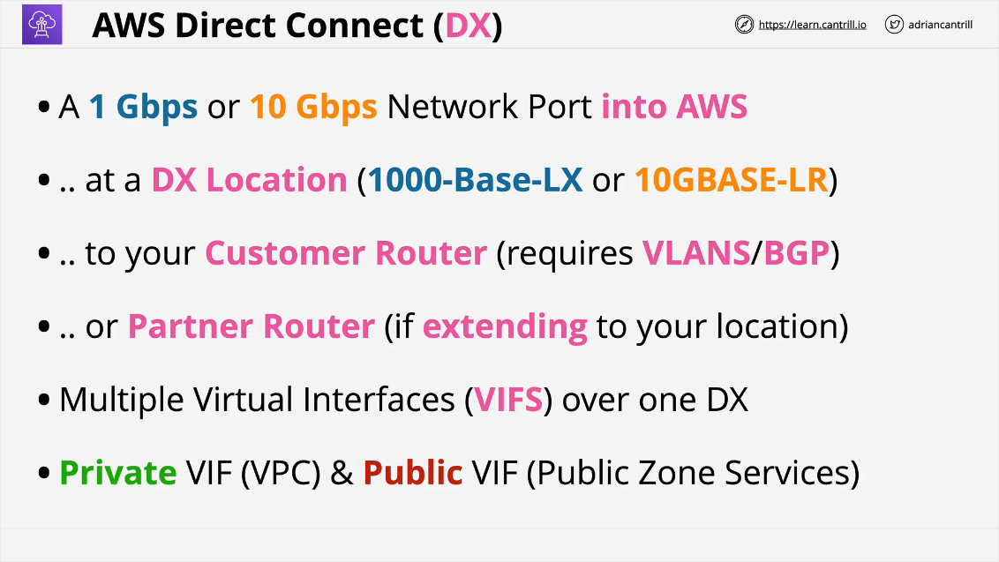 AWS Direct Connect (DX)
https://learn.cantrill.io
adriancantrill
• A 1 Gbps or 10 Gbps Network Port into AWS
• .. at a DX Location (1000-Base-LX or 10GBASE-LR)
• .. to your Customer Router (requires VLANS/BGP)
• .. or Partner Router (if extending to your location)
• Multiple Virtual Interfaces (VIFS) over one DX
• Private VIF (VPC) & Public VIF (Public Zone Services)